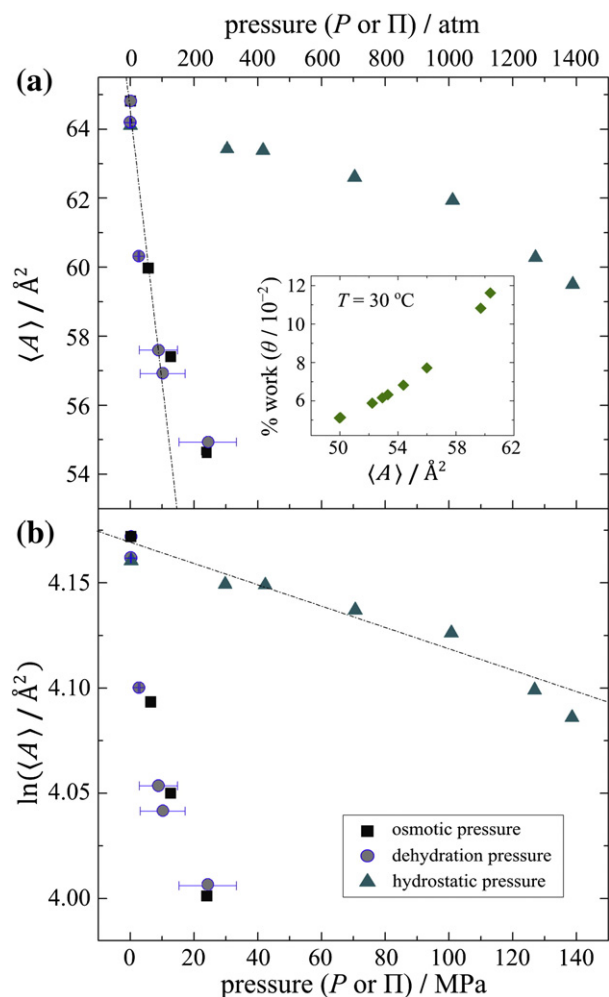 pressure (P or Π) / atm
0 200 400 600 800 1000 1200 1400
(a)
64
62
60
58
56
54
⟨A⟩ / Å²
12
10
8
6
% work (θ / 10⁻²)
T = 30 ºC
50 54 58 62
⟨A⟩ / Å²
(b)
4.15
4.10
4.05
4.00
ln(⟨A⟩ / Å²)
osmotic pressure
dehydration pressure
hydrostatic pressure
0 20 40 60 80 100 120 140
pressure (P or Π) / MPa